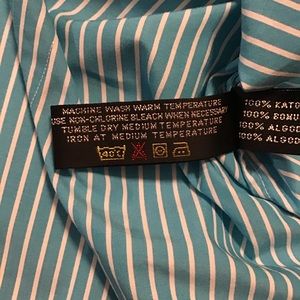 MACHINE WASH WARM TEMPERATURE
USE NON-CHLORINE BLEACH WHEN NECESSARY
TUMBLE DRY MEDIUM TEMPERATURE
IRON AT MEDIUM TEMPERATURE
40°C
100% KATO
100% BOMU
100% ALGOD
100% ALGOD